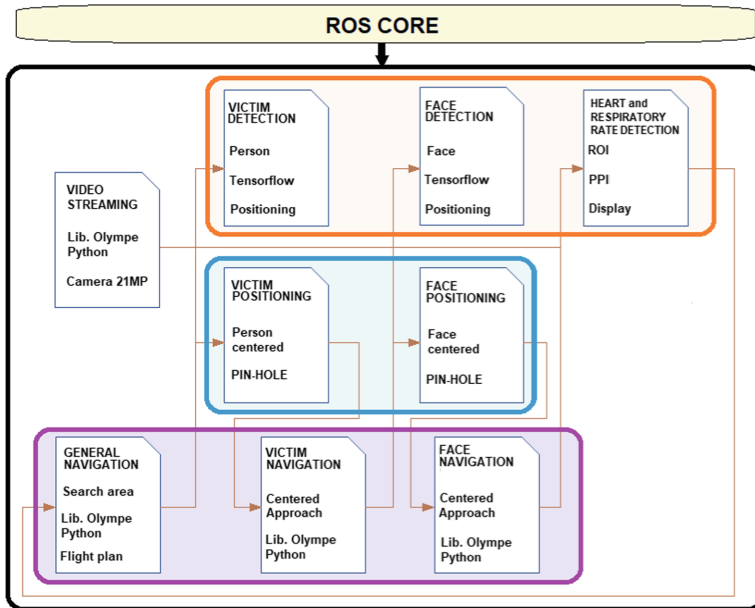 ROS CORE
VICTIM
DETECTION
Person
Tensorflow
Positioning
FACE
DETECTION
Face
Tensorflow
Positioning
HEART and
RESPIRATORY
RATE DETECTION
ROI
PPI
Display
VIDEO
STREAMING
Lib. Olympe
Python
Camera 21MP
VICTIM
POSITIONING
Person
centered
PIN-HOLE
FACE
POSITIONING
Face
centered
PIN-HOLE
GENERAL
NAVIGATION
Search area
Lib. Olympe
Python
Flight plan
VICTIM
NAVIGATION
Centered
Approach
Lib. Olympe
Python
FACE
NAVIGATION
Centered
Approach
Lib. Olympe
Python